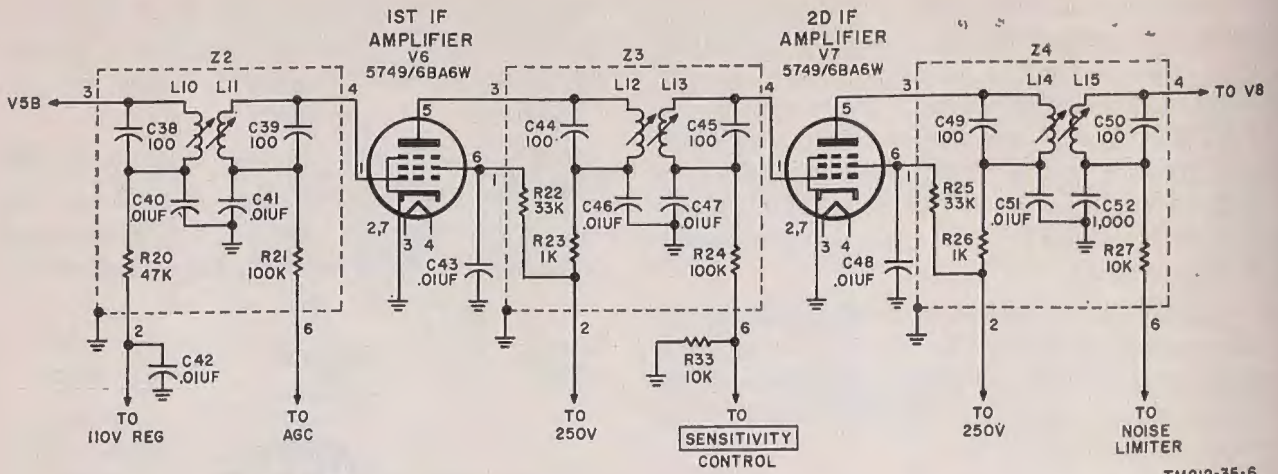 1ST IF
AMPLIFIER
V6
5749/6BA6W
2D IF
AMPLIFIER
V7
5749/6BA6W
Z2
Z3
Z4
V5B
3
L10
L11
4
5
3
L12
L13
4
5
3
L14
L15
4
TO V8
C38
100
C39
100
C44
100
C45
100
C49
100
C50
100
1
6
1
1
6
1
C40
.01UF
C41
.01UF
2,7
3
4
R22
33K
C46
.01UF
C47
.01UF
2,7
3
4
R25
33K
C51
.01UF
C52
1,000
R20
47K
R21
100K
C43
.01UF
R23
1K
R24
100K
C48
.01UF
R26
1K
R27
10K
2
6
2
6
2
6
C42
.01UF
R33
10K
TO
110V REG
TO
AGC
TO
250V
TO
SENSITIVITY
CONTROL
TO
250V
TO
NOISE
LIMITER
TM212-35-6